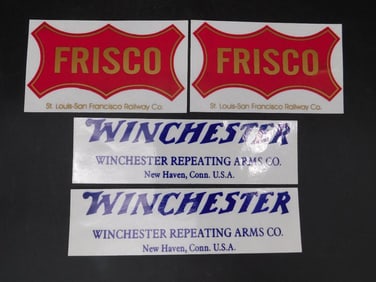 FRISCO
St. Louis-San Francisco Railway Co.
FRISCO
St. Louis-San Francisco Railway Co.
WINCHESTER
WINCHESTER REPEATING ARMS CO.
New Haven, Conn. U.S.A.
WINCHESTER
WINCHESTER REPEATING ARMS CO.
New Haven, Conn. U.S.A.